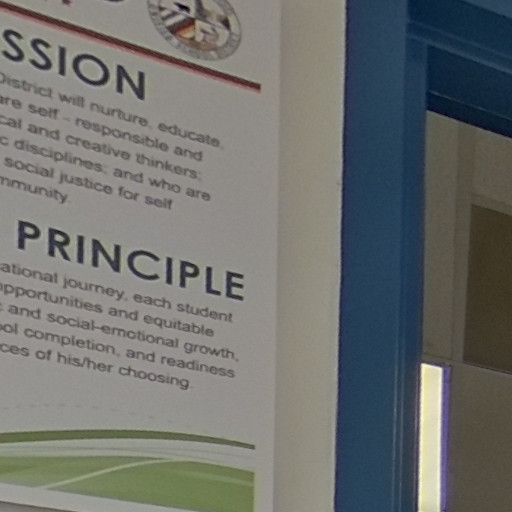 SSION
District will nurture, educate,
are self - responsible and
cal and creative thinkers;
c disciplines; and who are
social justice for self
mmunity.
PRINCIPLE
ational journey, each student
opportunities and equitable
and social-emotional growth,
ool completion, and readiness
ces of his/her choosing.